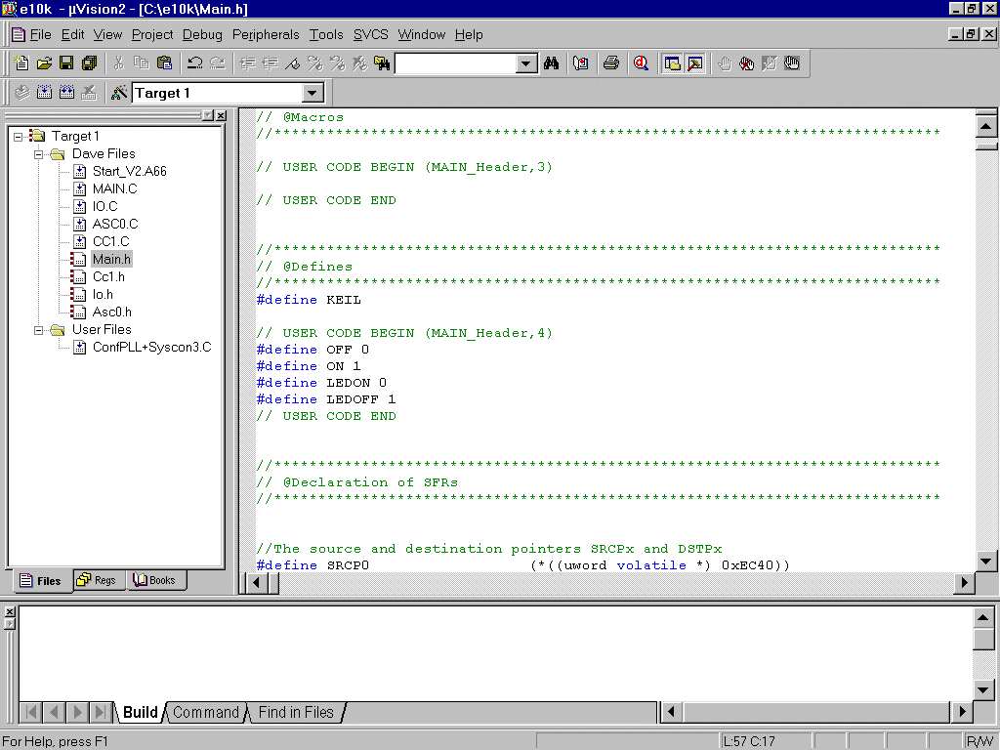 e10k - µVision2 - [C:\e10k\Main.h]
File Edit View Project Debug Peripherals Tools SVCS Window Help
Target 1
Target 1
Dave Files
Start_V2.A66
MAIN.C
IO.C
ASC0.C
CC1.C
Main.h
Cc1.h
Io.h
Asc0.h
User Files
ConfPLL+Syscon3.C
Files Regs Books
// @Macros
//****************************************************************************
// USER CODE BEGIN (MAIN_Header,3)
// USER CODE END
//****************************************************************************
// @Defines
//****************************************************************************
#define KEIL
// USER CODE BEGIN (MAIN_Header,4)
#define OFF 0
#define ON 1
#define LEDON 0
#define LEDOFF 1
// USER CODE END
//****************************************************************************
// @Declaration of SFRs
//****************************************************************************
//The source and destination pointers SRCPx and DSTPx
#define SRCP0 (*((uword volatile *) 0xEC40))
Build Command Find in Files
For Help, press F1
L:57 C:17
R/W